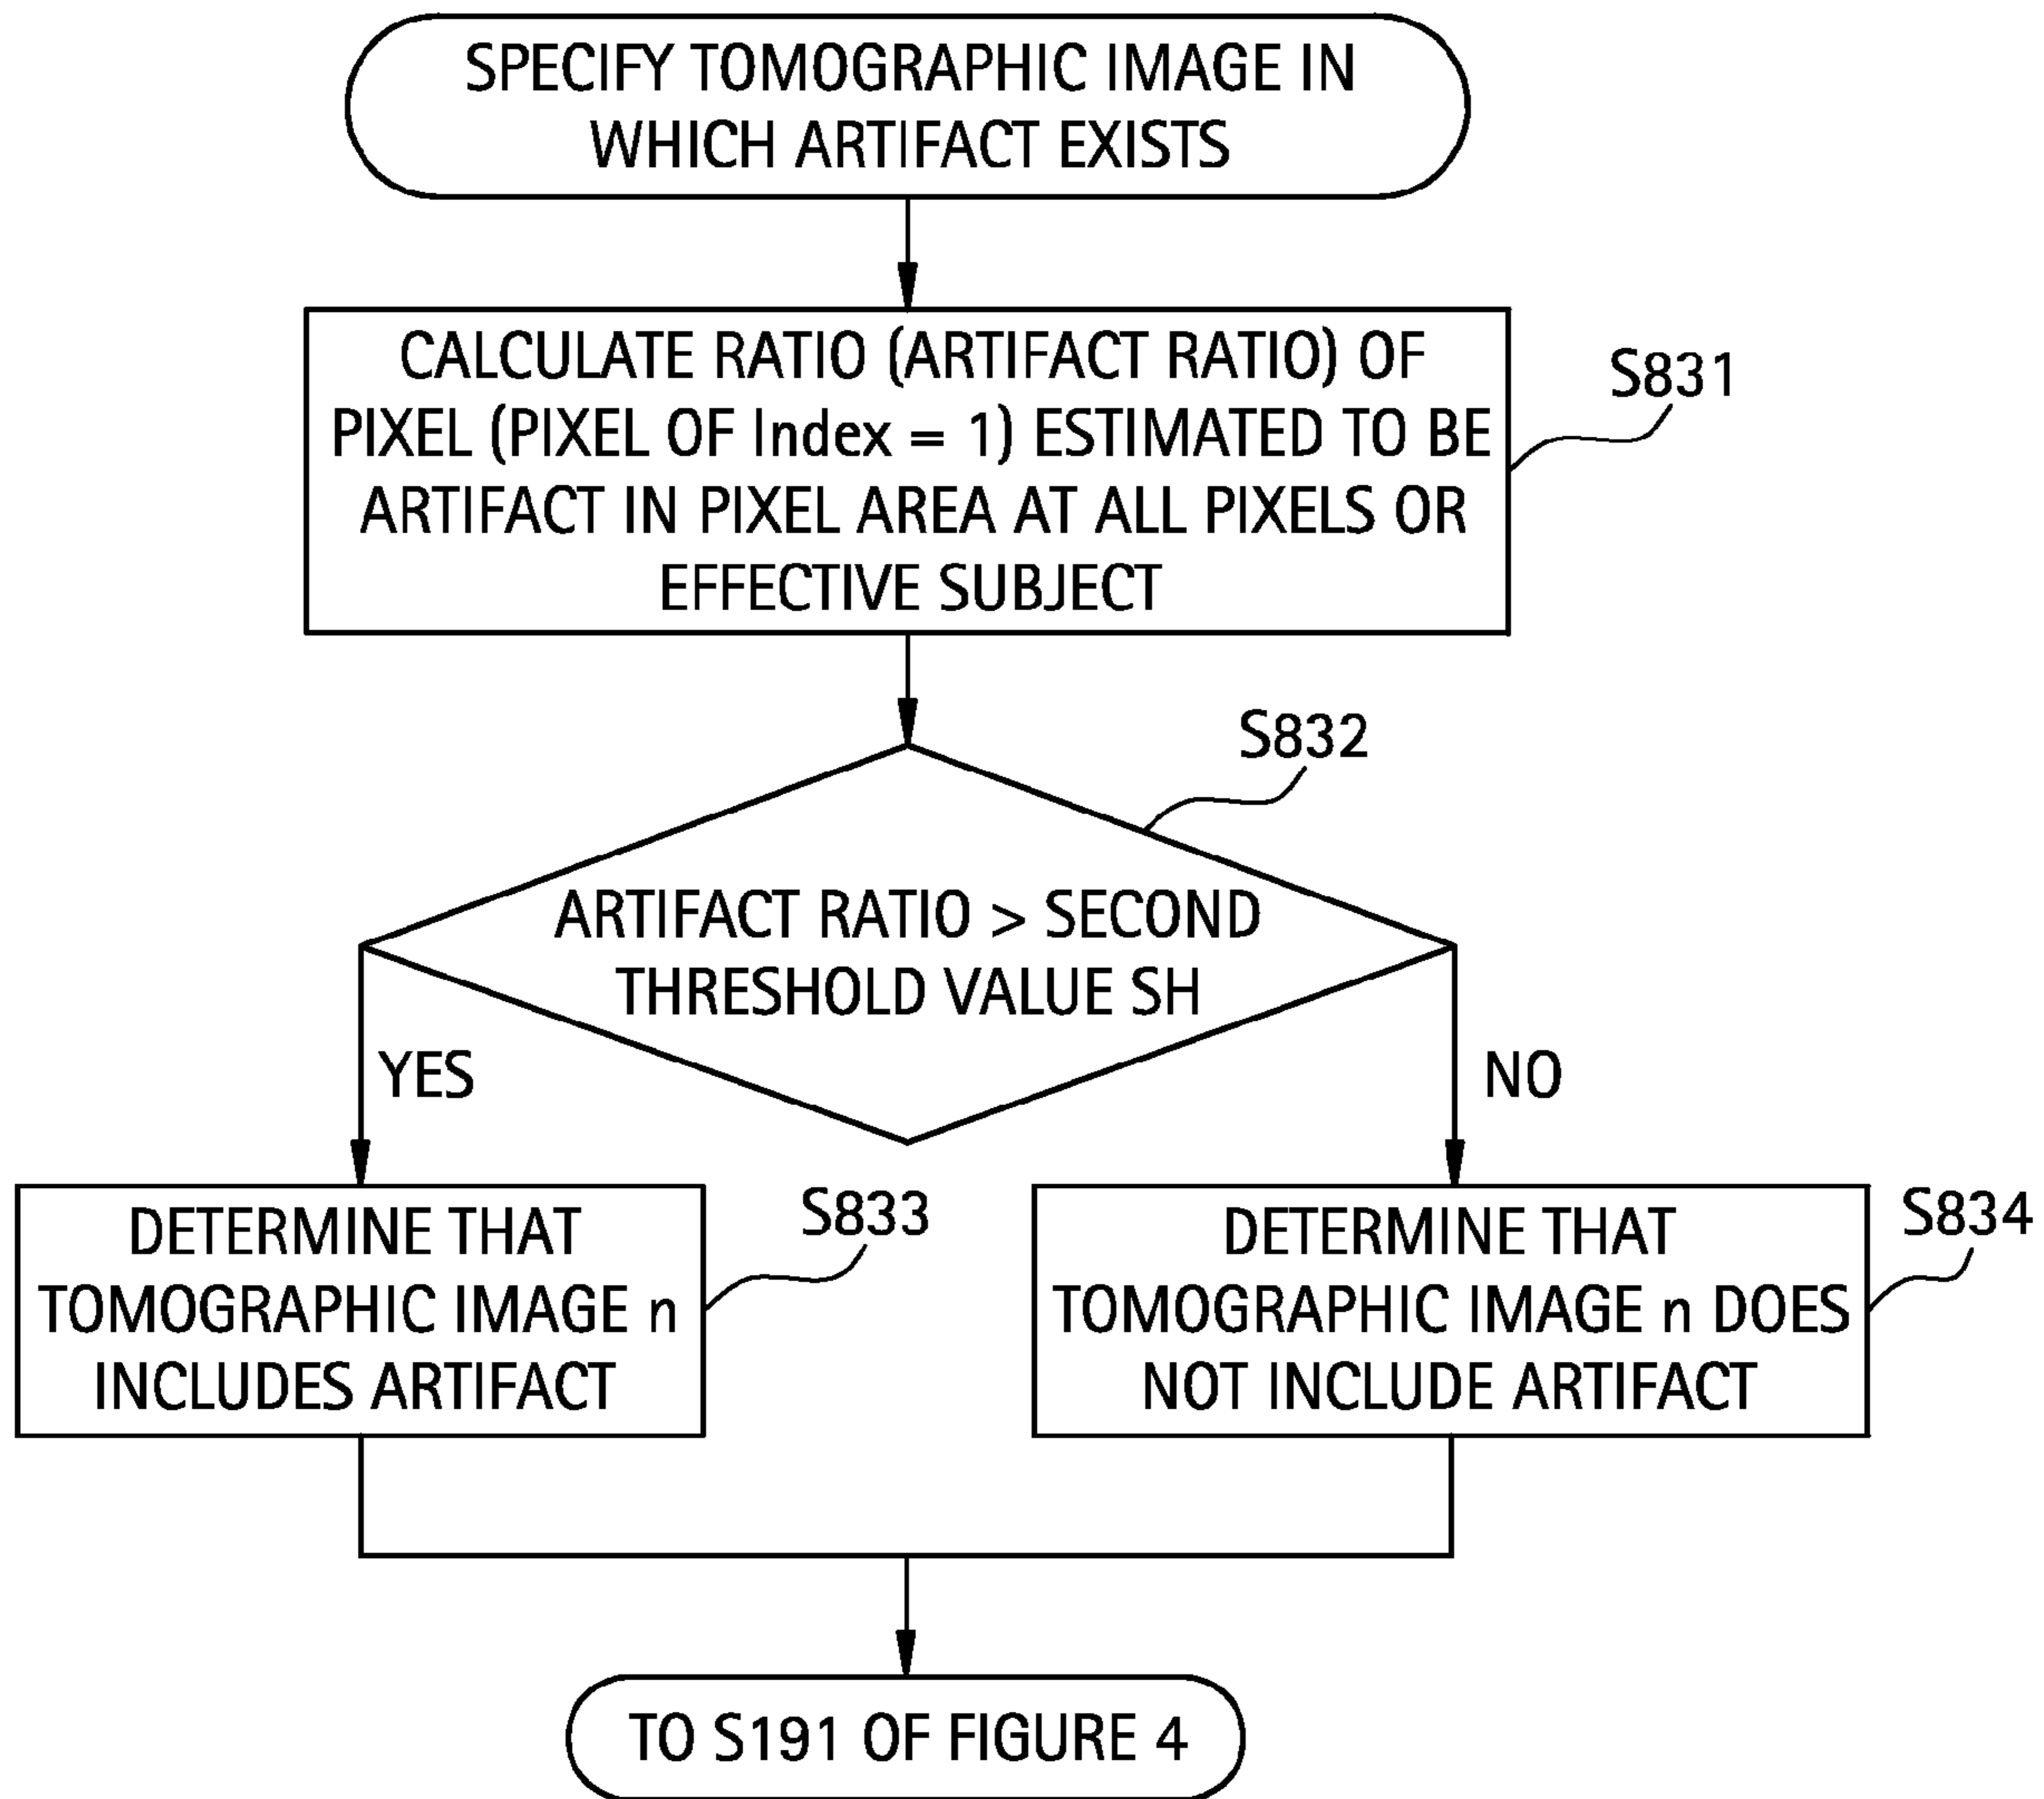 SPECIFY TOMOGRAPHIC IMAGE IN
WHICH ARTIFACT EXISTS
CALCULATE RATIO (ARTIFACT RATIO) OF
PIXEL (PIXEL OF Index = 1) ESTIMATED TO BE
ARTIFACT IN PIXEL AREA AT ALL PIXELS OR
EFFECTIVE SUBJECT
S831
S832
ARTIFACT RATIO > SECOND
THRESHOLD VALUE SH
YES
NO
DETERMINE THAT
TOMOGRAPHIC IMAGE n
INCLUDES ARTIFACT
S833
DETERMINE THAT
TOMOGRAPHIC IMAGE n DOES
NOT INCLUDE ARTIFACT
S834
TO S191 OF FIGURE 4